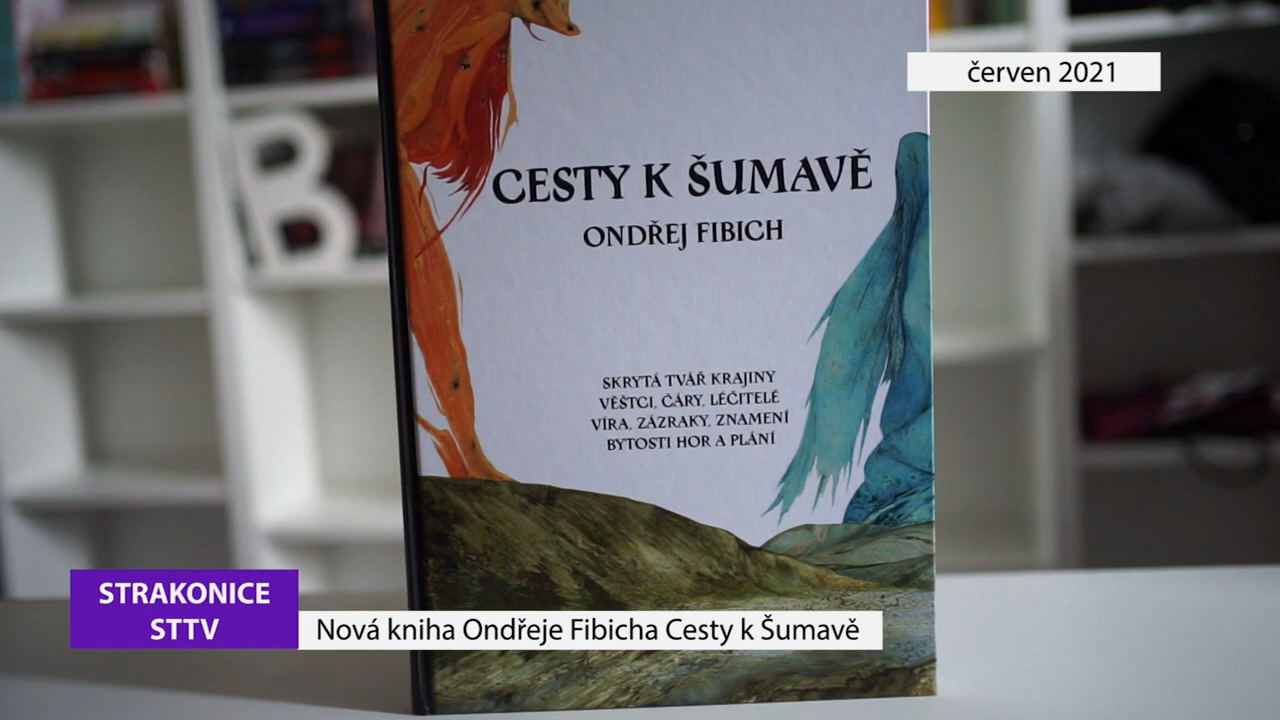 červen 2021
B
CESTY K ŠUMAVĚ
ONDŘEJ FIBICH
SKRYTÁ TVÁŘ KRAJINY
VĚŠTCI, ČÁRY, LÉČITELÉ
VÍRA, ZÁZRAKY, ZNAMENÍ
BYTOSTI HOR A PLÁNÍ
STRAKONICE
STTV
Nová kniha Ondřeje Fibicha Cesty k Šumavě